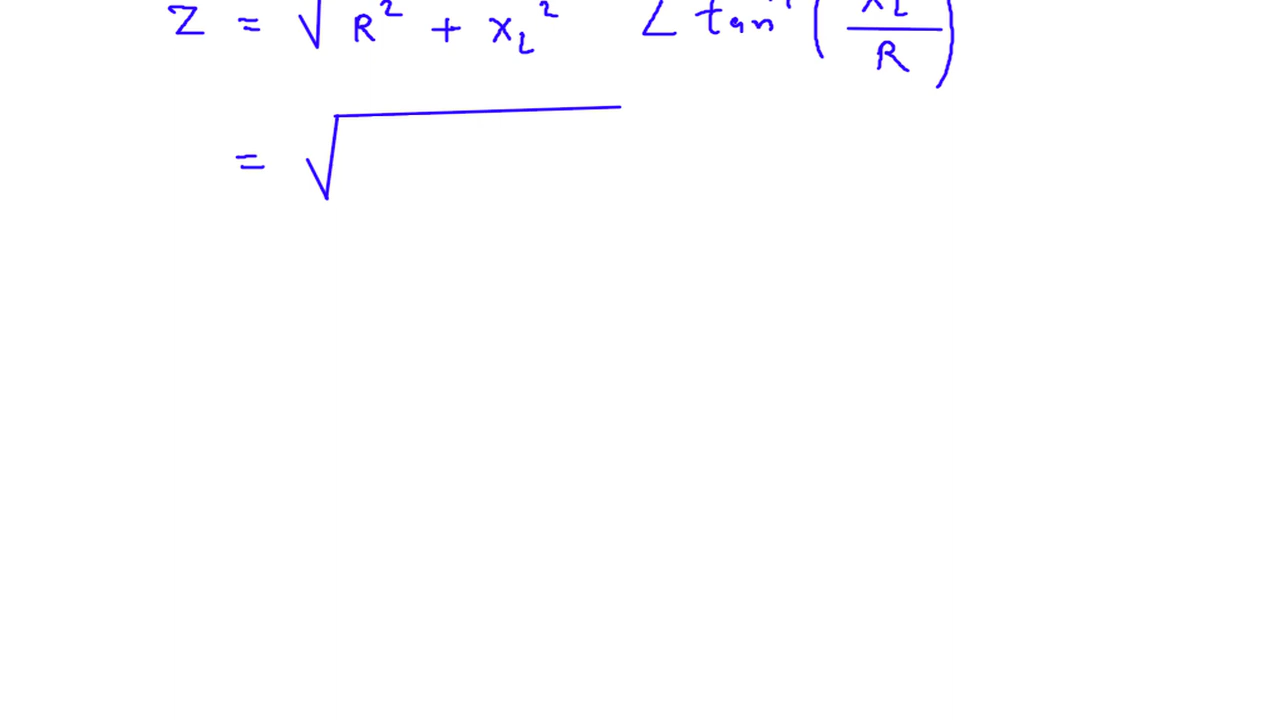 Z = √ R² + X_L² ∠ tan⁻¹ ( X_L / R )
= √